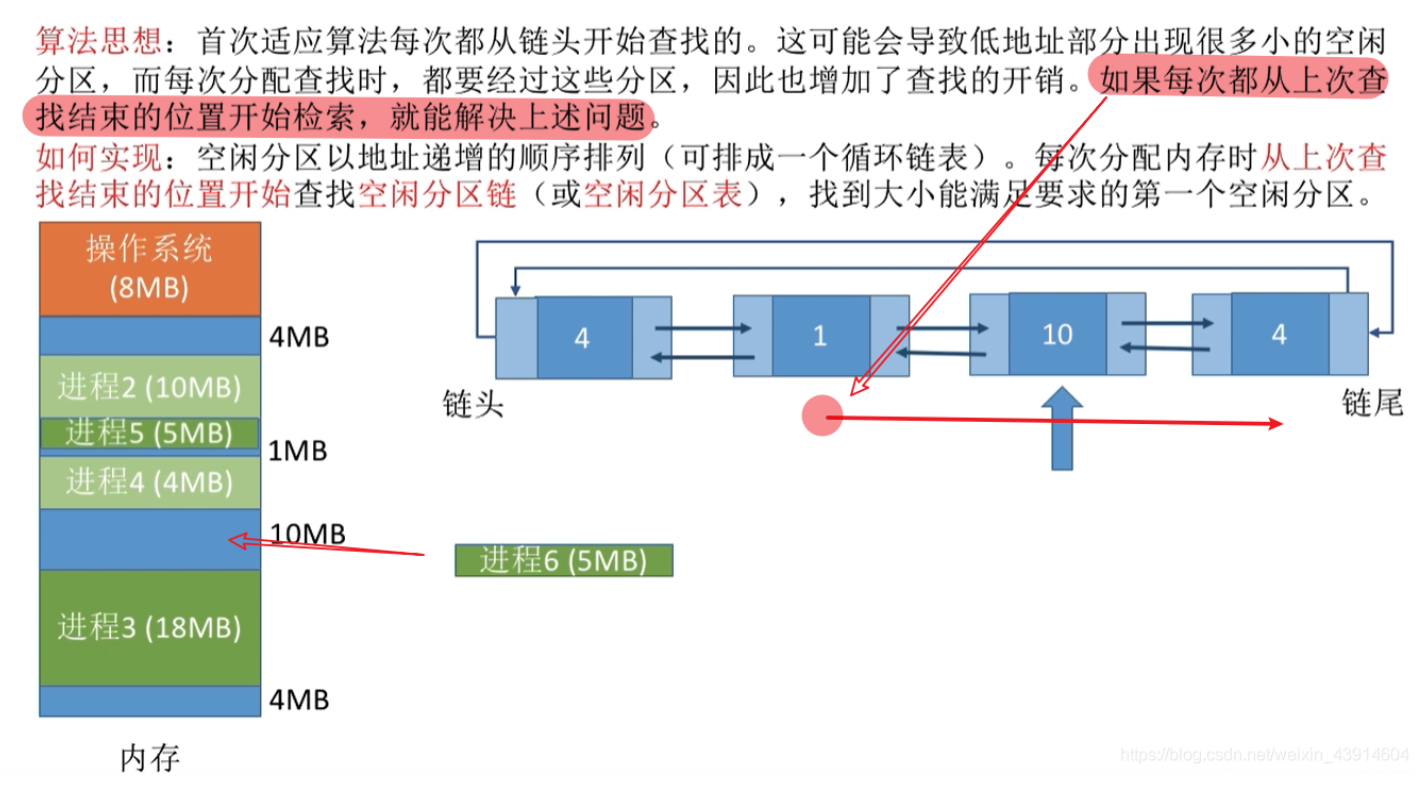 算法思想：首次适应算法每次都从链头开始查找的。这可能会导致低地址部分出现很多小的空闲
分区，而每次分配查找时，都要经过这些分区，因此也增加了查找的开销。如果每次都从上次查
找结束的位置开始检索，就能解决上述问题。
如何实现：空闲分区以地址递增的顺序排列（可排成一个循环链表）。每次分配内存时从上次查
找结束的位置开始查找空闲分区链（或空闲分区表），找到大小能满足要求的第一个空闲分区。
操作系统
(8MB)
4MB
进程2 (10MB)
进程5 (5MB)
1MB
进程4 (4MB)
10MB
进程3 (18MB)
4MB
内存
4
1
10
4
链头
链尾
进程6 (5MB)
https://blog.csdn.net/weixin_43914604